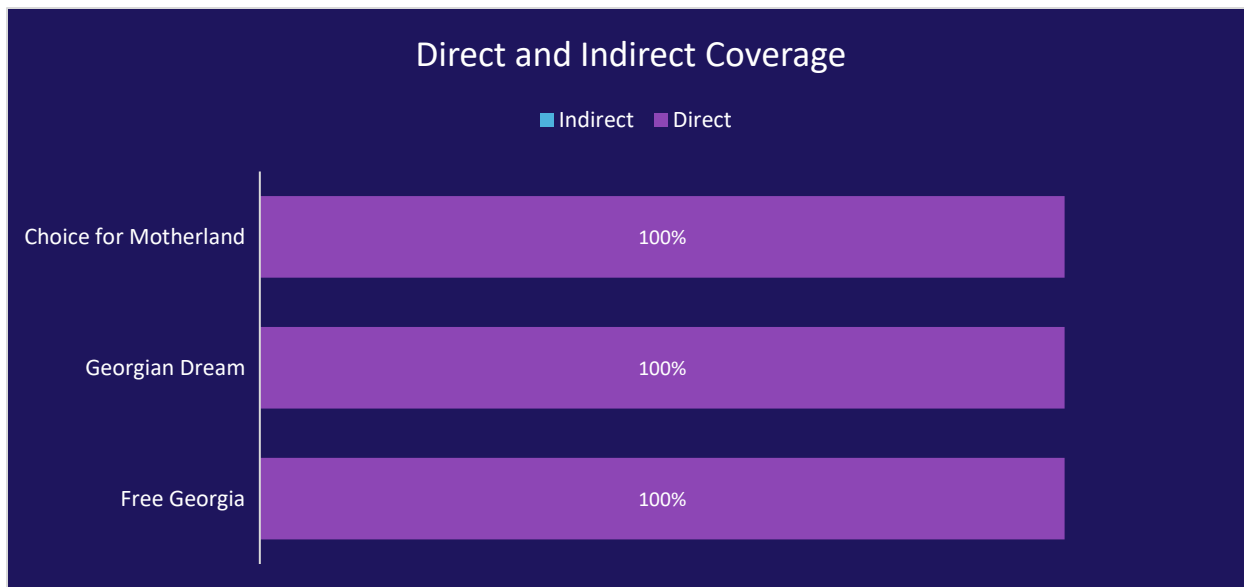 Direct and Indirect Coverage
Indirect Direct
Choice for Motherland 100%
Georgian Dream 100%
Free Georgia 100%